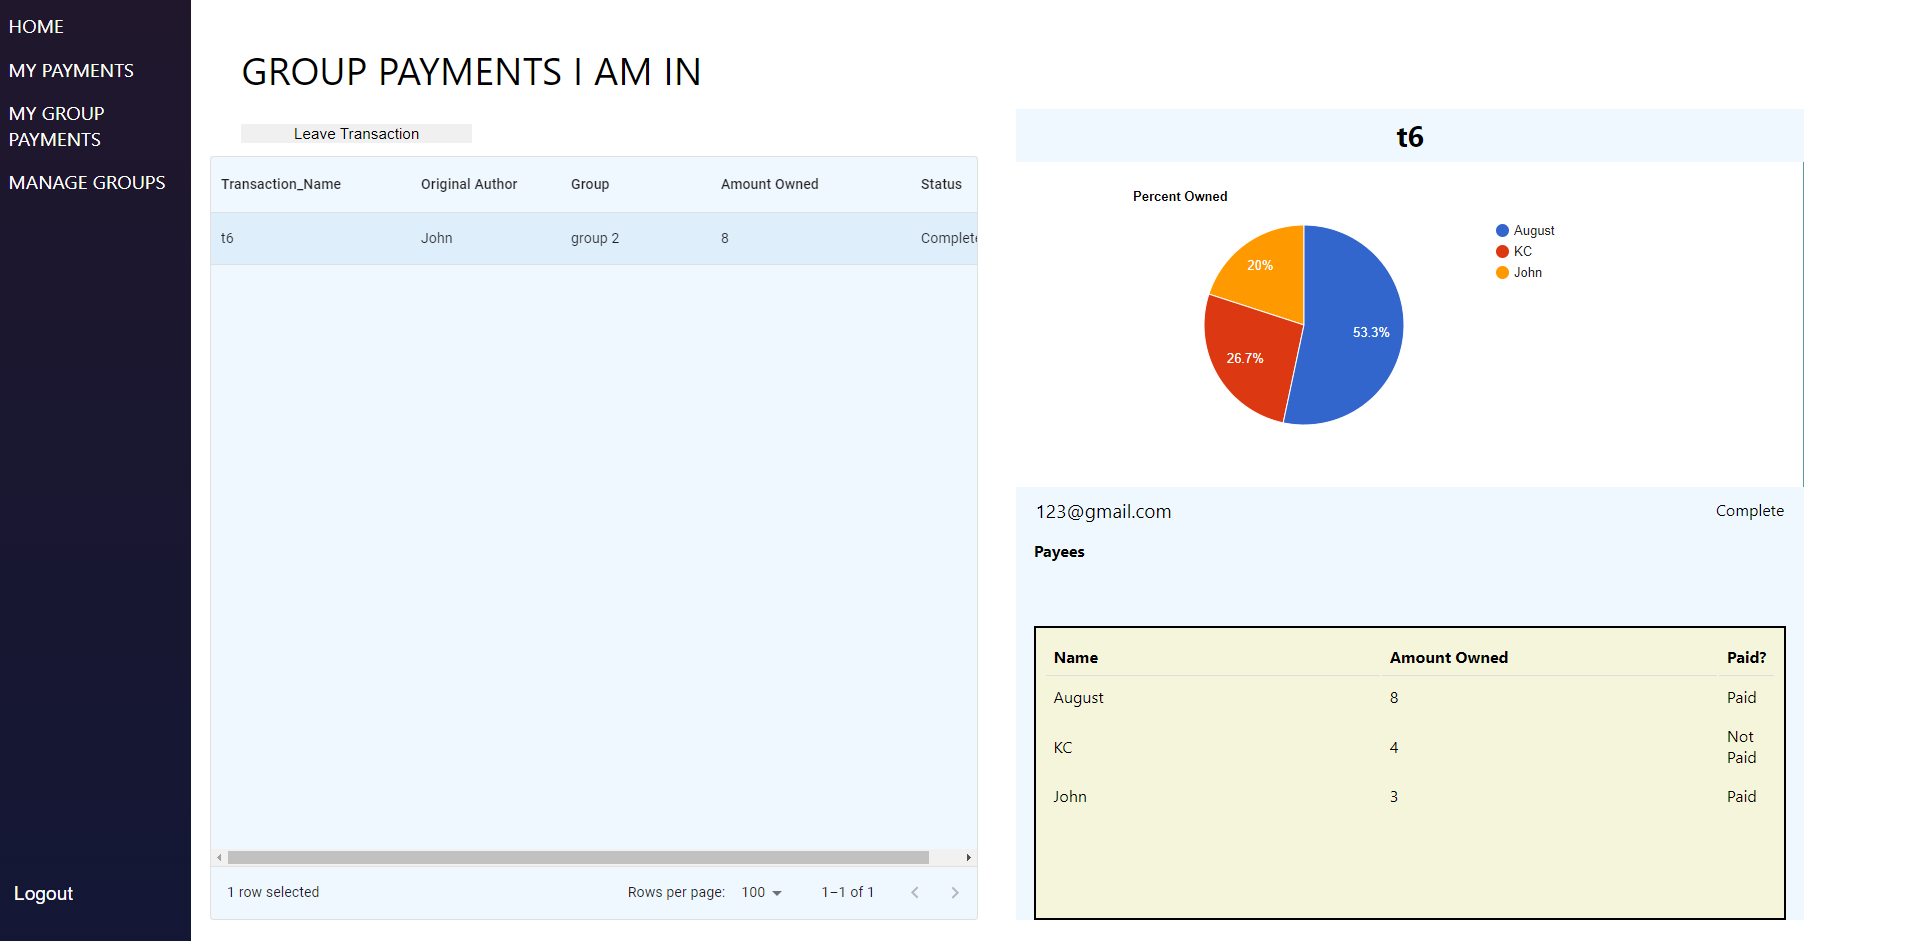 HOME
MY PAYMENTS
MY GROUP
PAYMENTS
MANAGE GROUPS
Logout
GROUP PAYMENTS I AM IN
Leave Transaction
Transaction_Name Original Author Group Amount Owned Status
t6 John group 2 8 Complete
1 row selected Rows per page: 100 1–1 of 1
t6
Percent Owned
August
KC
John
20%
53.3%
26.7%
123@gmail.com Complete
Payees
Name Amount Owned Paid?
August 8 Paid
KC 4 Not
Paid
John 3 Paid